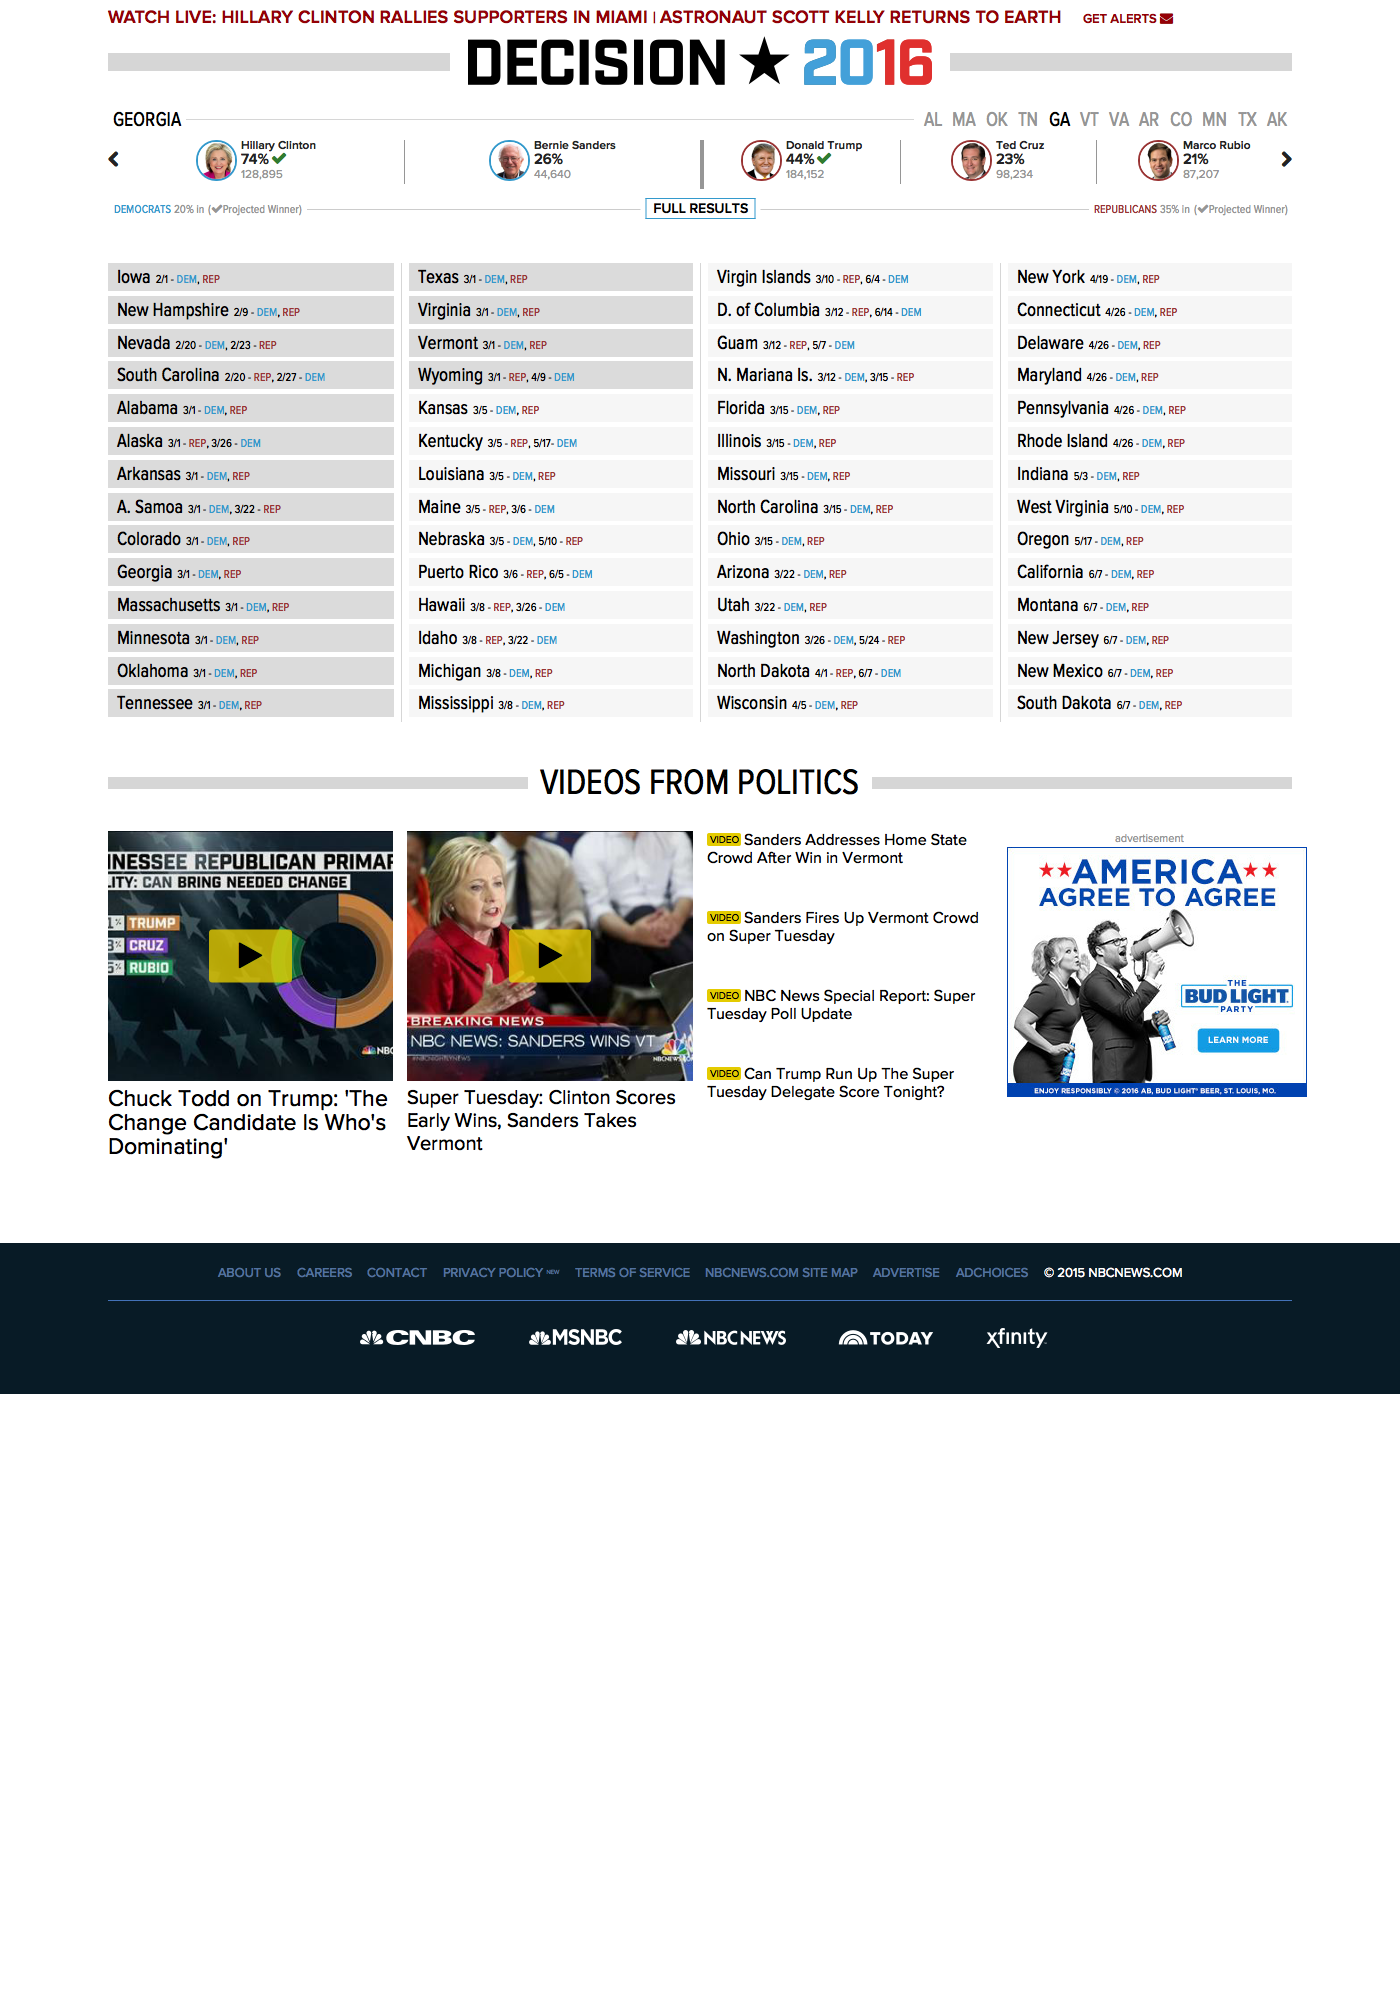 WATCH LIVE: HILLARY CLINTON RALLIES SUPPORTERS IN MIAMI | ASTRONAUT SCOTT KELLY RETURNS TO EARTH GET ALERTS
DECISION 2016
GEORGIA AL MA OK TN GA VT VA AR CO MN TX AK
Hillary Clinton
74%
128,895
Bernie Sanders
26%
44,640
Donald Trump
44%
184,152
Ted Cruz
23%
98,234
Marco Rubio
21%
87,207
DEMOCRATS 20% in (Projected Winner) FULL RESULTS REPUBLICANS 35% in (Projected Winner)
Iowa 2/1 - DEM, REP
New Hampshire 2/9 - DEM, REP
Nevada 2/20 - DEM, 2/23 - REP
South Carolina 2/20 - REP, 2/27 - DEM
Alabama 3/1 - DEM, REP
Alaska 3/1 - REP, 3/26 - DEM
Arkansas 3/1 - DEM, REP
A. Samoa 3/1 - DEM, 3/22 - REP
Colorado 3/1 - DEM, REP
Georgia 3/1 - DEM, REP
Massachusetts 3/1 - DEM, REP
Minnesota 3/1 - DEM, REP
Oklahoma 3/1 - DEM, REP
Tennessee 3/1 - DEM, REP
Texas 3/1 - DEM, REP
Virginia 3/1 - DEM, REP
Vermont 3/1 - DEM, REP
Wyoming 3/1 - REP, 4/9 - DEM
Kansas 3/5 - DEM, REP
Kentucky 3/5 - REP, 5/17- DEM
Louisiana 3/5 - DEM, REP
Maine 3/5 - REP, 3/6 - DEM
Nebraska 3/5 - DEM, 5/10 - REP
Puerto Rico 3/6 - REP, 6/5 - DEM
Hawaii 3/8 - REP, 3/26 - DEM
Idaho 3/8 - REP, 3/22 - DEM
Michigan 3/8 - DEM, REP
Mississippi 3/8 - DEM, REP
Virgin Islands 3/10 - REP, 6/4 - DEM
D. of Columbia 3/12 - REP, 6/14 - DEM
Guam 3/12 - REP, 5/7 - DEM
N. Mariana Is. 3/12 - DEM, 3/15 - REP
Florida 3/15 - DEM, REP
Illinois 3/15 - DEM, REP
Missouri 3/15 - DEM, REP
North Carolina 3/15 - DEM, REP
Ohio 3/15 - DEM, REP
Arizona 3/22 - DEM, REP
Utah 3/22 - DEM, REP
Washington 3/26 - DEM, 5/24 - REP
North Dakota 4/1 - REP, 6/7 - DEM
Wisconsin 4/5 - DEM, REP
New York 4/19 - DEM, REP
Connecticut 4/26 - DEM, REP
Delaware 4/26 - DEM, REP
Maryland 4/26 - DEM, REP
Pennsylvania 4/26 - DEM, REP
Rhode Island 4/26 - DEM, REP
Indiana 5/3 - DEM, REP
West Virginia 5/10 - DEM, REP
Oregon 5/17 - DEM, REP
California 6/7 - DEM, REP
Montana 6/7 - DEM, REP
New Jersey 6/7 - DEM, REP
New Mexico 6/7 - DEM, REP
South Dakota 6/7 - DEM, REP
VIDEOS FROM POLITICS
NESSEE REPUBLICAN PRIMAR
LITY: CAN BRING NEEDED CHANGE
1% TRUMP
3% CRUZ
5% RUBIO
NBC
Chuck Todd on Trump: 'The
Change Candidate Is Who's
Dominating'
BREAKING NEWS
NBC NEWS: SANDERS WINS VT
#NBCNIGHTLYNEWS
Super Tuesday: Clinton Scores
Early Wins, Sanders Takes
Vermont
VIDEO Sanders Addresses Home State
Crowd After Win in Vermont
VIDEO Sanders Fires Up Vermont Crowd
on Super Tuesday
VIDEO NBC News Special Report: Super
Tuesday Poll Update
VIDEO Can Trump Run Up The Super
Tuesday Delegate Score Tonight?
advertisement
AMERICA
AGREE TO AGREE
THE
BUD LIGHT
PARTY
LEARN MORE
ENJOY RESPONSIBLY © 2016 AB, BUD LIGHT® BEER, ST. LOUIS, MO.
ABOUT US CAREERS CONTACT PRIVACY POLICY NEW TERMS OF SERVICE NBCNEWS.COM SITE MAP ADVERTISE ADCHOICES © 2015 NBCNEWS.COM
CNBC MSNBC NBC NEWS TODAY xfinity